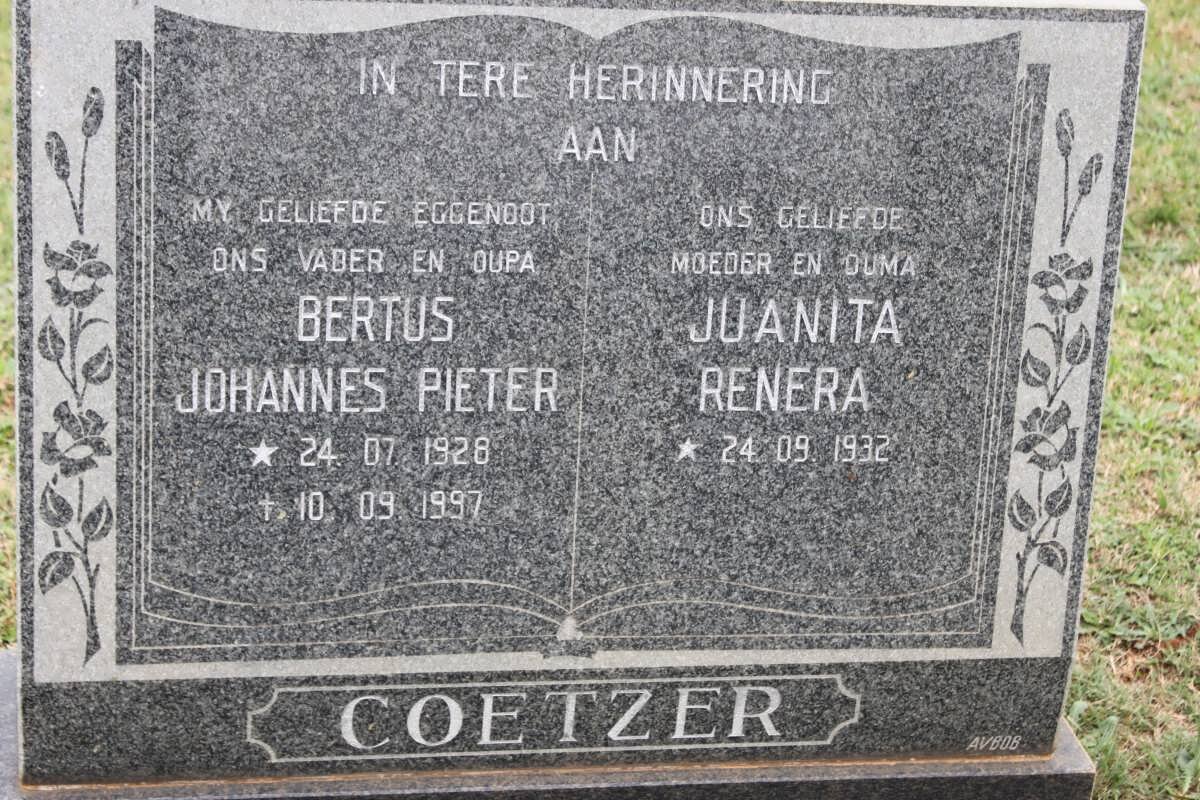 IN TERE HERINNERING
AAN
MY GELIEFDE EGGENOOT
ONS VADER EN OUPA
BERTUS
JOHANNES PIETER
★ 24. 07. 1928
+ 10. 09. 1997
ONS GELIEFDE
MOEDER EN OUMA
JUANITA
RENERA
★ 24. 09. 1932
COETZER
AVBOB